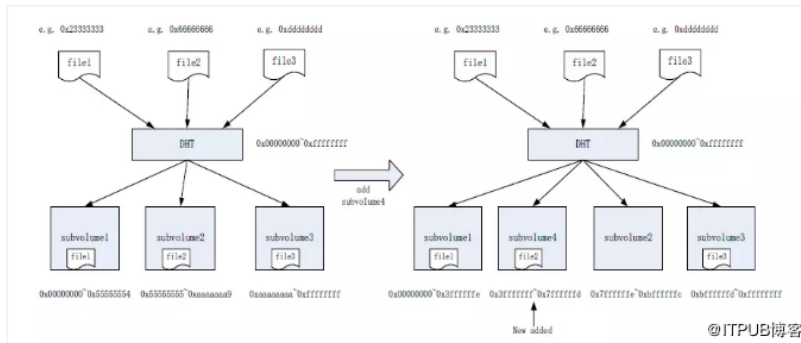 e.g. 0x23333333
e.g. 0x66666666
e.g. 0xdddddddd
file1
file2
file3
DHT
0x00000000~0xffffffff
subvolume1
file1
subvolume2
file2
subvolume3
file3
0x00000000~0x55555554
0x55555555~0xaaaaaaa9
0xaaaaaaaa~0xffffffff
add
subvolume4
e.g. 0x23333333
e.g. 0x66666666
e.g. 0xdddddddd
file1
file2
file3
DHT
0x00000000~0xffffffff
subvolume1
file1
subvolume4
file2
subvolume2
subvolume3
file3
0x00000000~0x3ffffffe
0x3fffffff~0x7ffffffd
0x7ffffffe~0xbffffffc
0xbffffffd~0xffffffff
New added
@ITPUB博客